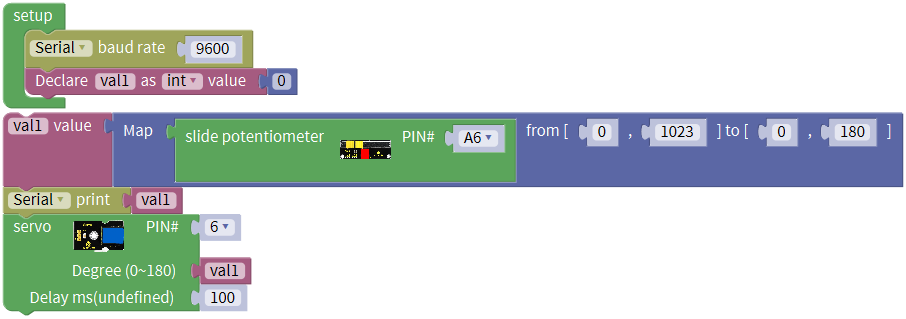 setup
Serial baud rate 9600
Declare val1 as int value 0
val1 value Map slide potentiometer PIN# A6 from [ 0 , 1023 ] to [ 0 , 180 ]
Serial print val1
servo PIN# 6
Degree (0~180) val1
Delay ms(undefined) 100